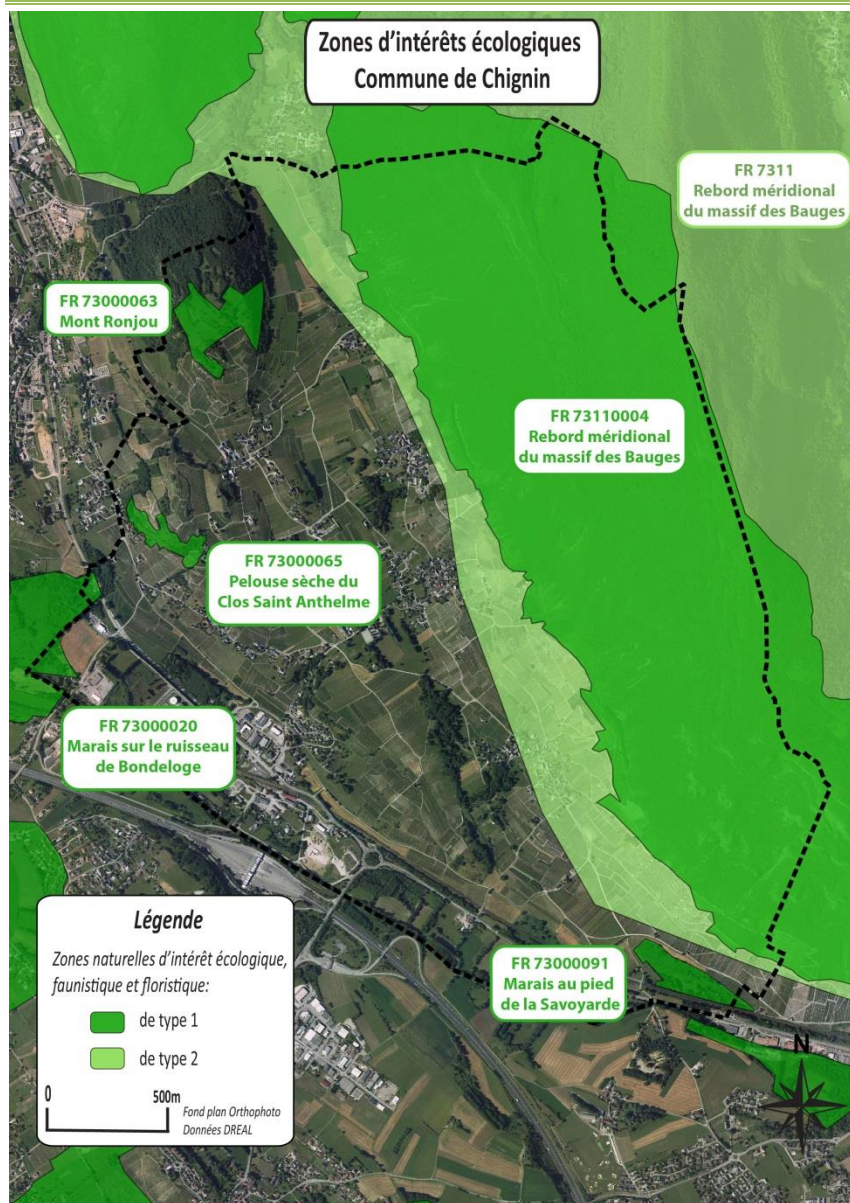 Zones d'intérêts écologiques
Commune de Chignin
FR 7311
Rebord méridional
du massif des Bauges
FR 73000063
Mont Ronjou
FR 73110004
Rebord méridional
du massif des Bauges
FR 73000065
Pelouse sèche du
Clos Saint Anthelme
FR 73000020
Marais sur le ruisseau
de Bondeloge
FR 73000091
Marais au pied
de la Savoyarde
Légende
Zones naturelles d'intérêt écologique,
faunistique et floristique:
de type 1
de type 2
0 500m
Fond plan Orthophoto
Données DREAL
N